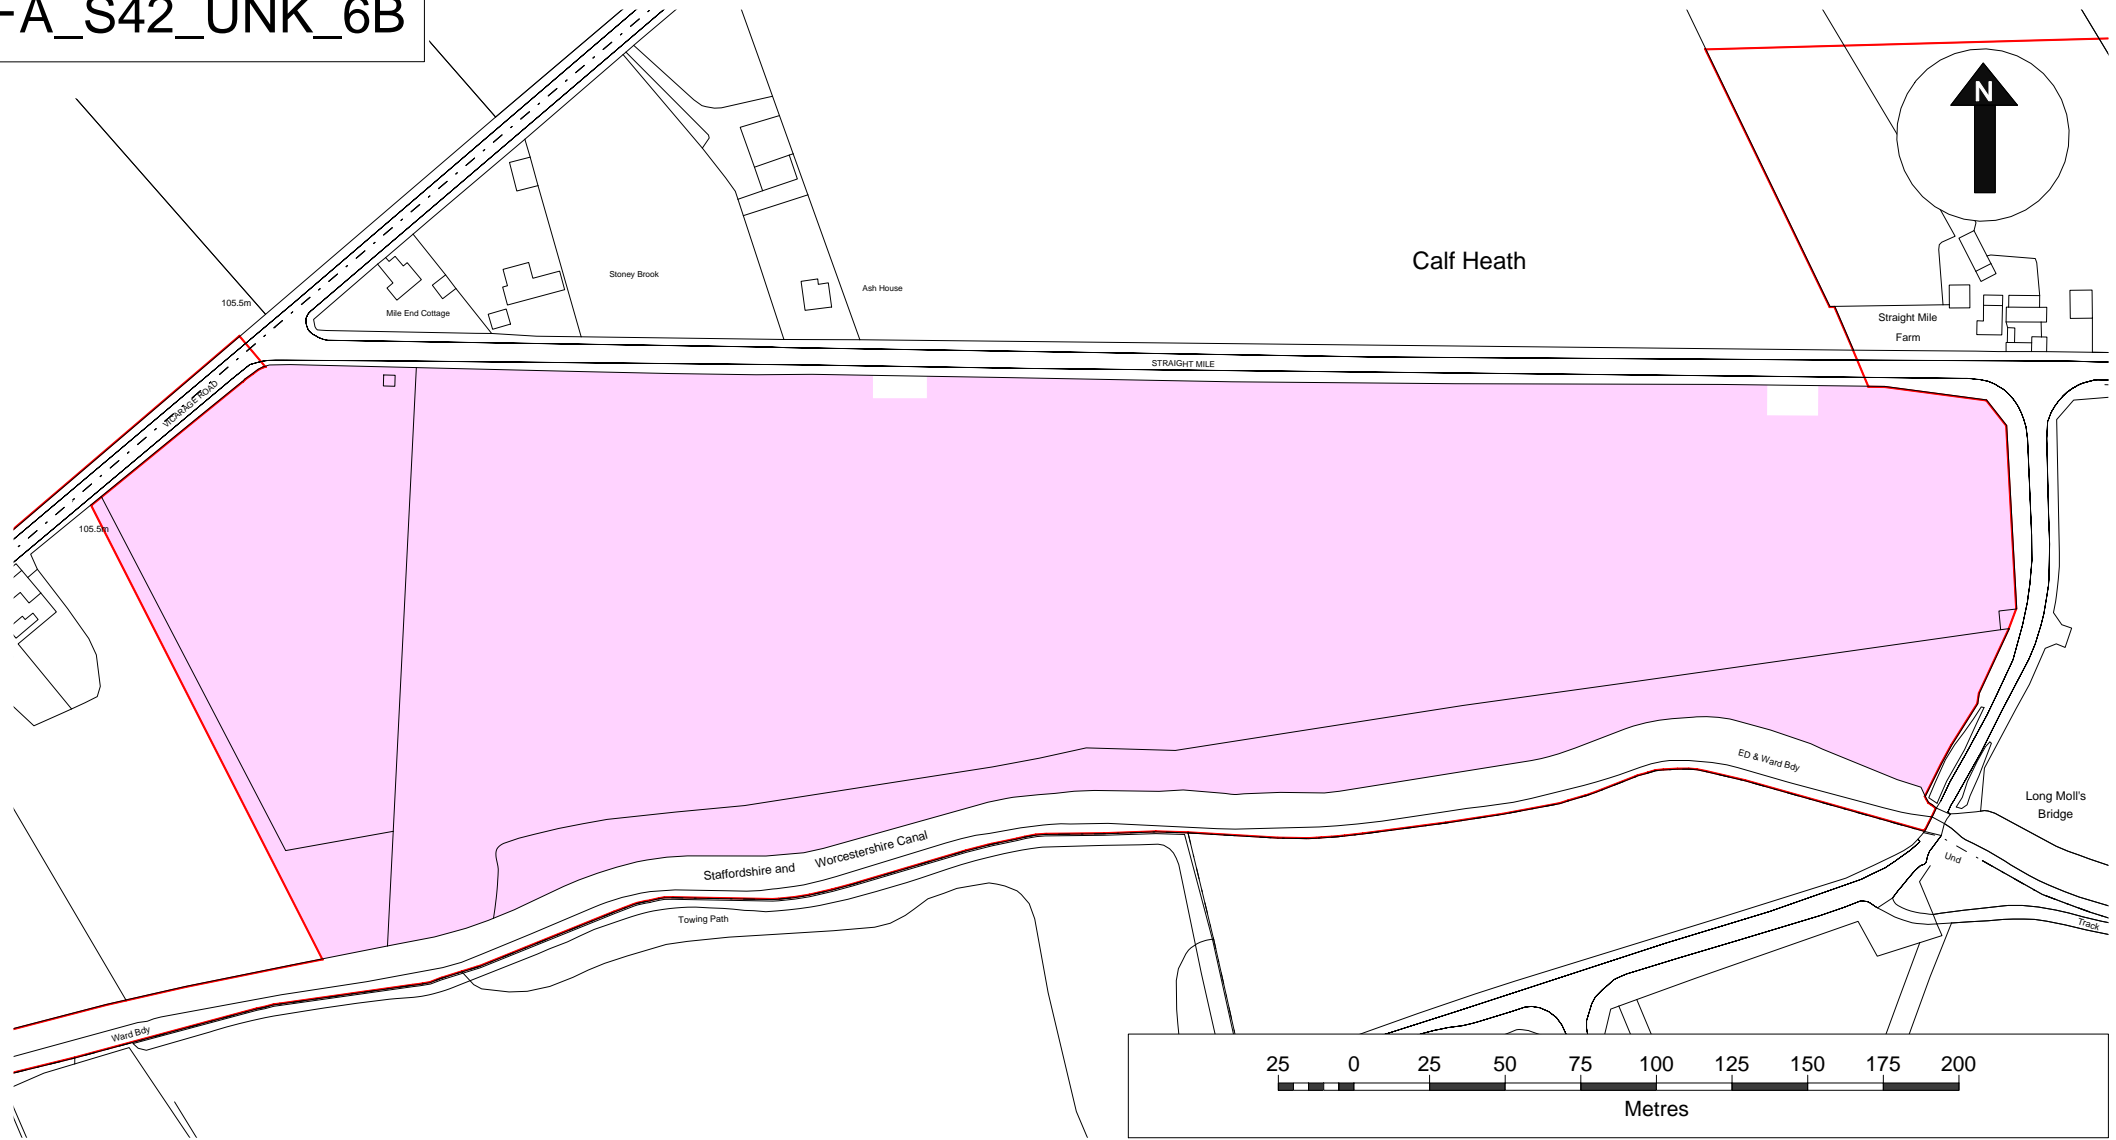 A_S42_UNK_6B
N
Calf Heath
Stoney Brook
Ash House
105.5m
Mile End Cottage
Straight Mile
Farm
STRAIGHT MILE
VICARAGE ROAD
105.5m
ED & Ward Bdy
Long Moll's
Bridge
Staffordshire and Worcestershire Canal
Und
Towing Path
Track
Ward Bdy
25 0 25 50 75 100 125 150 175 200
Metres